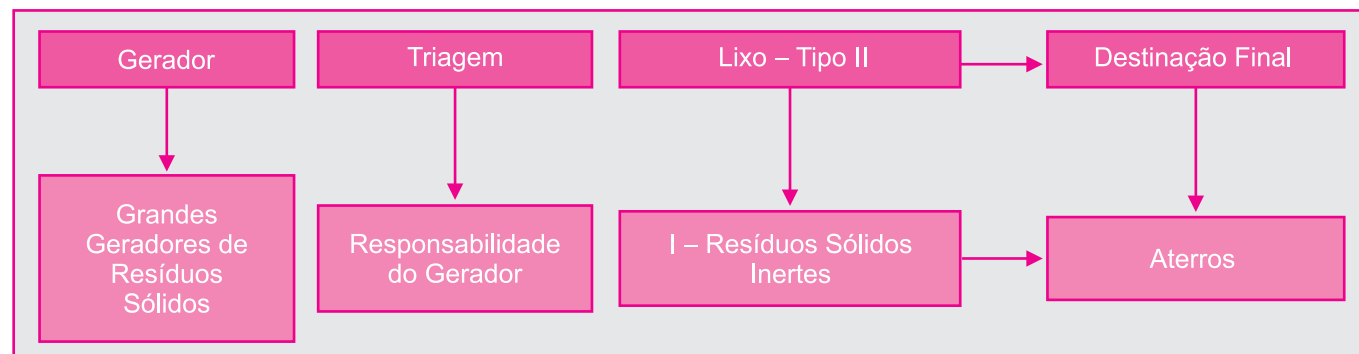 Gerador
Triagem
Lixo – Tipo II
Destinação Final
Grandes
Geradores de
Resíduos
Sólidos
Responsabilidade
do Gerador
I – Resíduos Sólidos
Inertes
Aterros